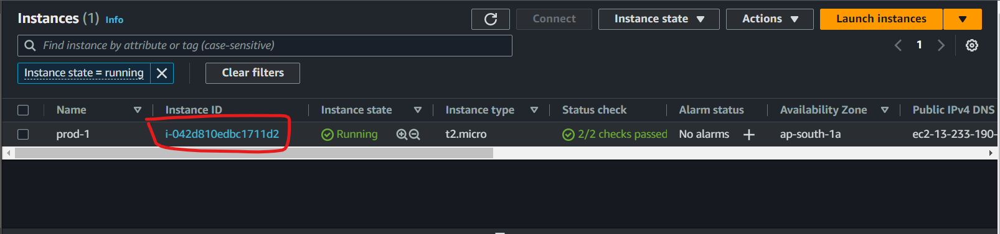 Instances (1) Info
Connect
Instance state
Actions
Launch instances
Find instance by attribute or tag (case-sensitive)
1
Instance state = running
Clear filters
Name Instance ID Instance state Instance type Status check Alarm status Availability Zone Public IPv4 DNS
prod-1 i-042d810edbc1711d2 Running t2.micro 2/2 checks passed No alarms ap-south-1a ec2-13-233-190-